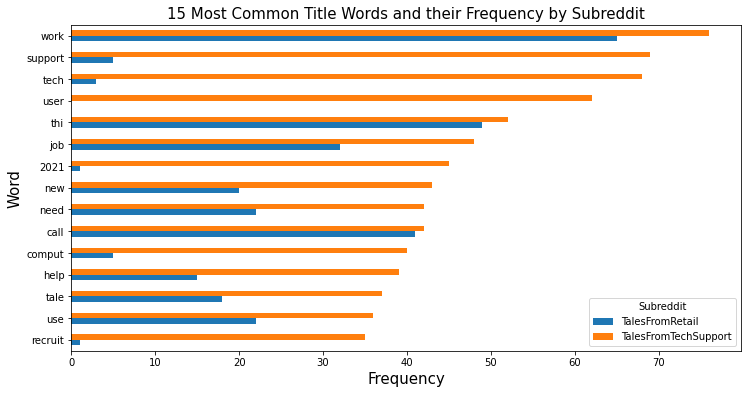 15 Most Common Title Words and their Frequency by Subreddit
Word
work
support
tech
user
thi
job
2021
new
need
call
comput
help
tale
use
recruit
Subreddit
TalesFromRetail
TalesFromTechSupport
0 10 20 30 40 50 60 70
Frequency